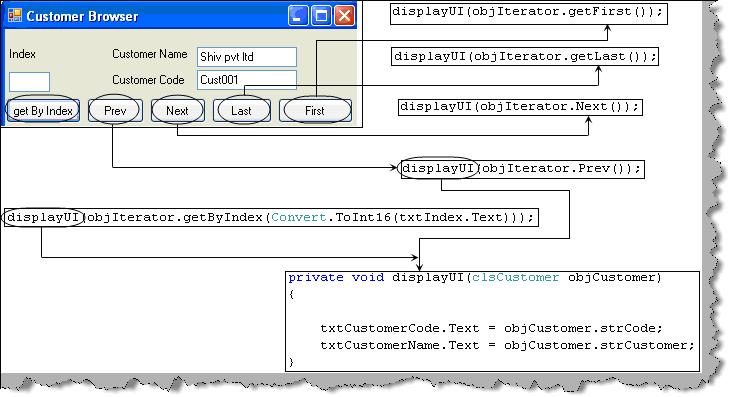 Customer Browser
displayUI(objIterator.getFirst());
displayUI(objIterator.getLast());
Index
Customer Name
Shiv pvt ltd
Customer Code
Cust001
get By Index
Prev
Next
Last
First
displayUI(objIterator.Next());
displayUI(objIterator.Prev());
displayUI(objIterator.getByIndex(Convert.ToInt16(txtIndex.Text)));
private void displayUI(clsCustomer objCustomer)
{
txtCustomerCode.Text = objCustomer.strCode;
txtCustomerName.Text = objCustomer.strCustomer;
}